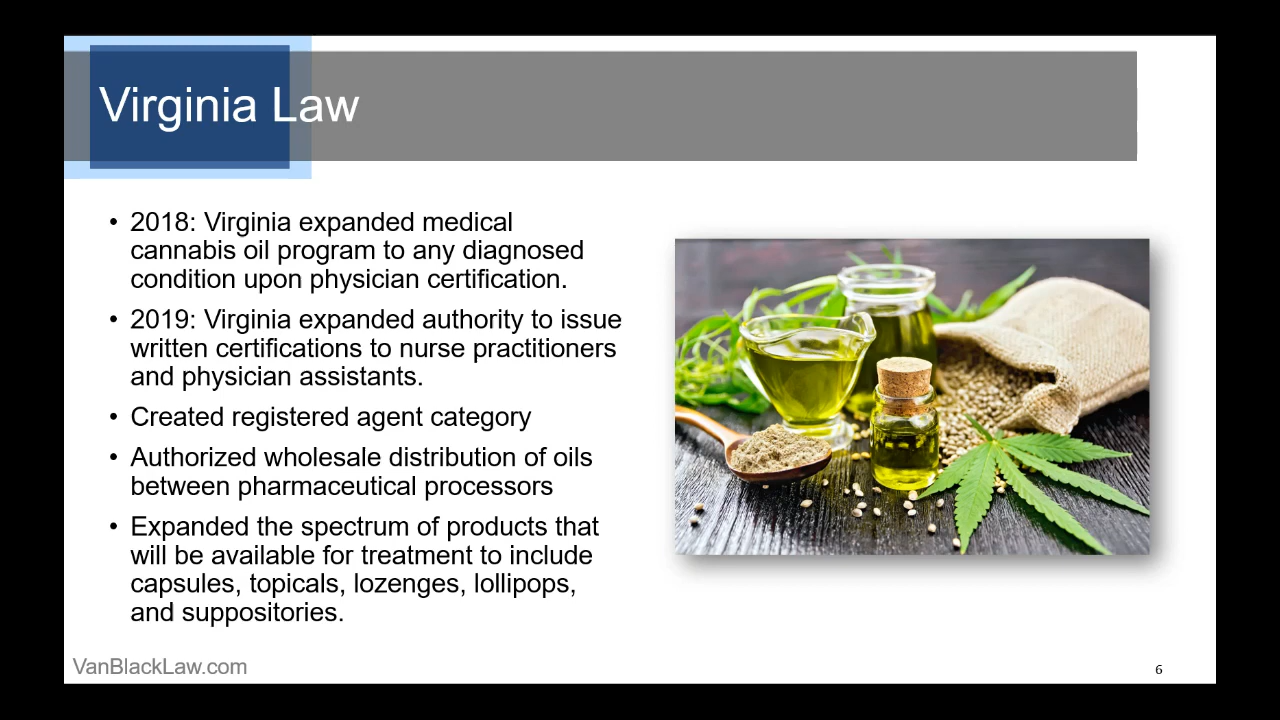 Virginia Law
• 2018: Virginia expanded medical
cannabis oil program to any diagnosed
condition upon physician certification.
• 2019: Virginia expanded authority to issue
written certifications to nurse practitioners
and physician assistants.
• Created registered agent category
• Authorized wholesale distribution of oils
between pharmaceutical processors
• Expanded the spectrum of products that
will be available for treatment to include
capsules, topicals, lozenges, lollipops,
and suppositories.
VanBlackLaw.com
6